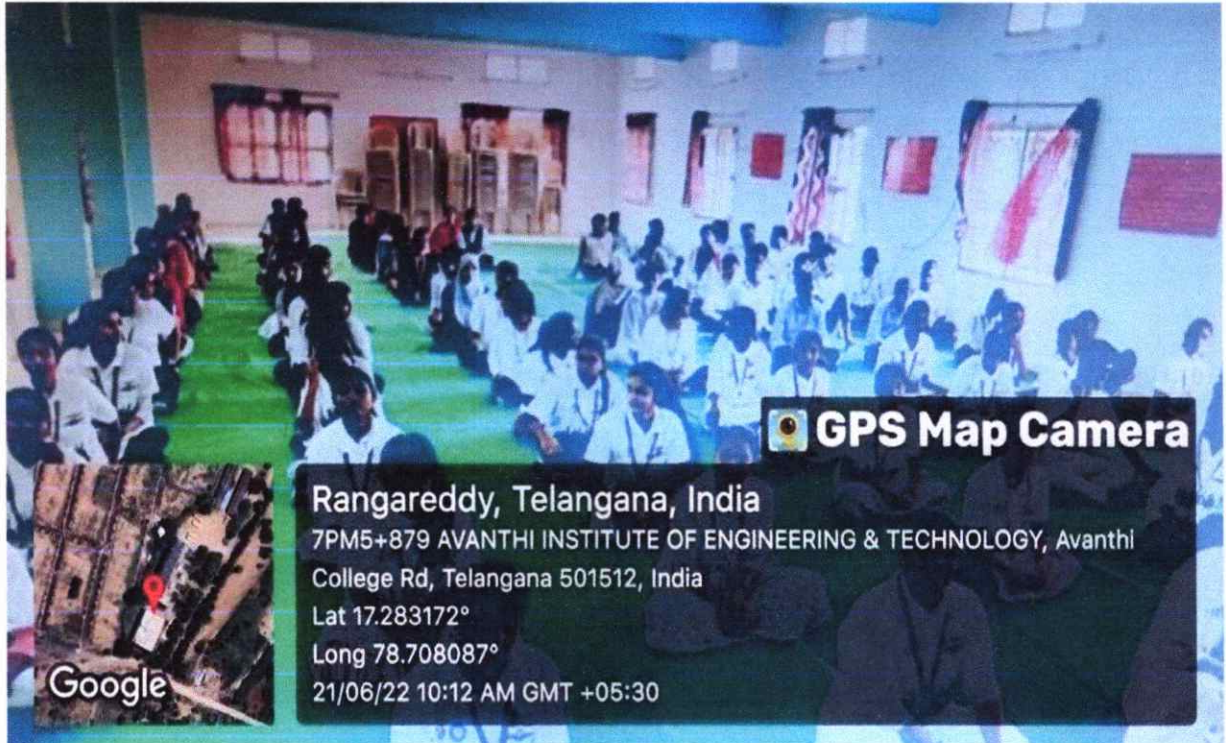 GPS Map Camera
Rangareddy, Telangana, India
7PM5+879 AVANTHI INSTITUTE OF ENGINEERING & TECHNOLOGY, Avanthi
College Rd, Telangana 501512, India
Lat 17.283172°
Long 78.708087°
21/06/22 10:12 AM GMT +05:30
Google